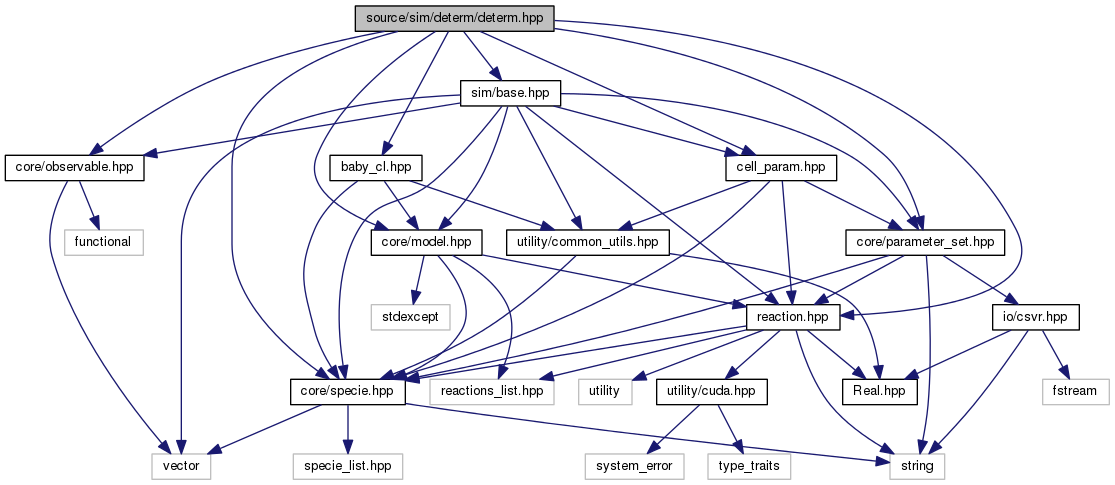 source/sim/determ/determ.hpp
sim/base.hpp
core/observable.hpp
baby_cl.hpp
cell_param.hpp
functional
core/model.hpp
utility/common_utils.hpp
core/parameter_set.hpp
stdexcept
reaction.hpp
io/csvr.hpp
core/specie.hpp
reactions_list.hpp
utility
utility/cuda.hpp
Real.hpp
fstream
vector
specie_list.hpp
system_error
type_traits
string